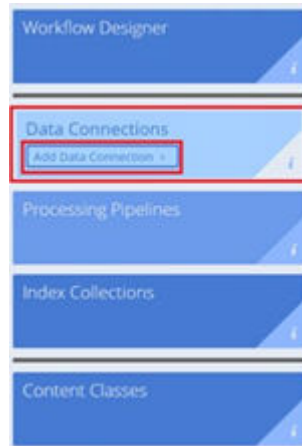 Workflow Designer
i
Data Connections
Add Data Connection +
i
Processing Pipelines
i
Index Collections
i
Content Classes
i